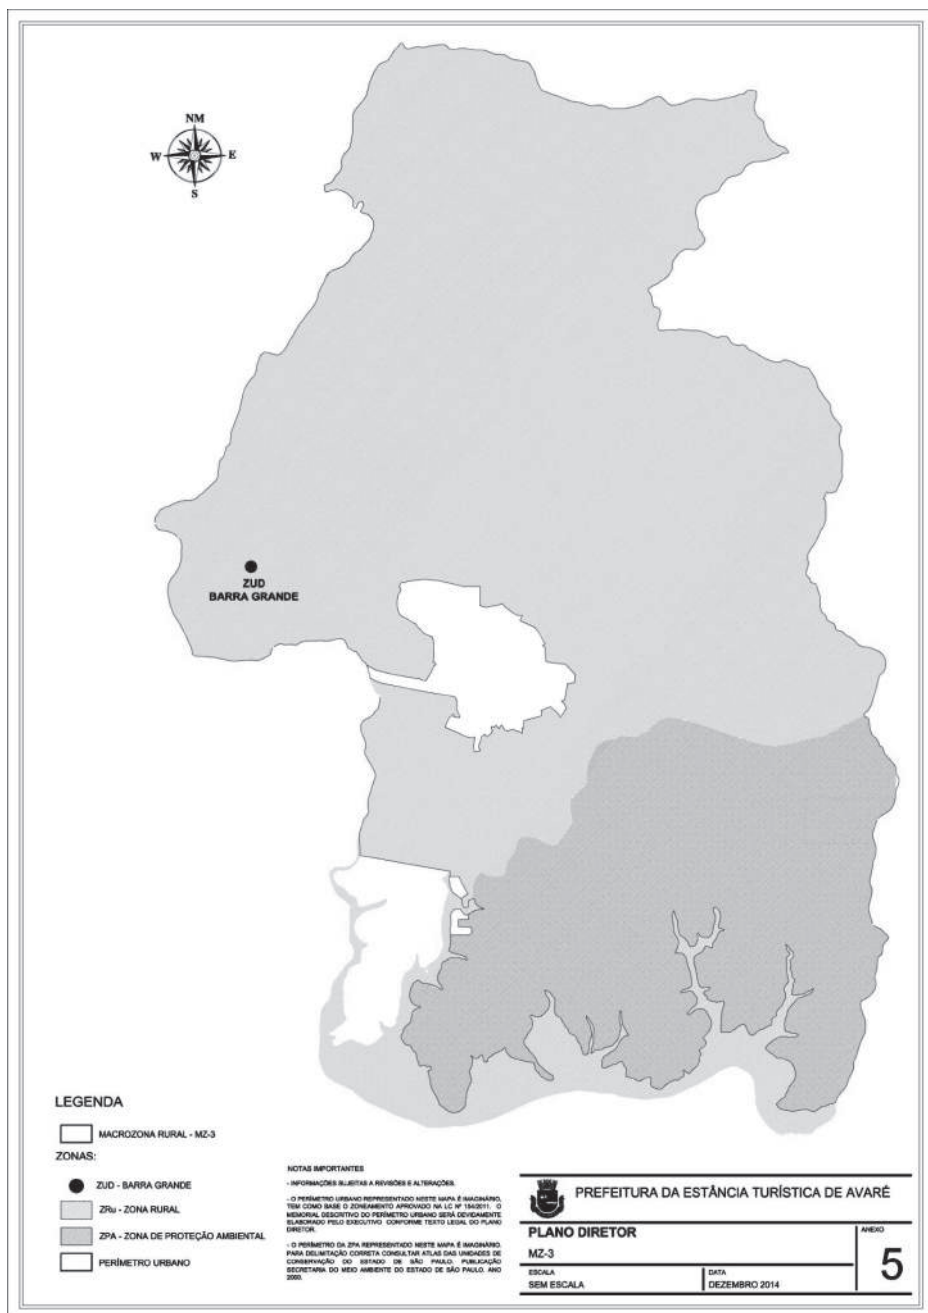 NM
W
E
S
ZUD
BARRA GRANDE
LEGENDA
MACROZONA RURAL - MZ-3
ZONAS:
ZUD - BARRA GRANDE
ZRu - ZONA RURAL
ZPA - ZONA DE PROTEÇÃO AMBIENTAL
PERÍMETRO URBANO
NOTAS IMPORTANTES
- INFORMAÇÕES SUJEITAS A REVISÕES E ALTERAÇÕES.
- O PERÍMETRO URBANO REPRESENTADO NESTE MAPA É IMAGINÁRIO,
TEM COMO BASE O ZONEAMENTO APROVADO NA LC Nº 154/2011. O
MEMORIAL DESCRITIVO DO PERÍMETRO URBANO SERÁ DEVIDAMENTE
ELABORADO PELO EXECUTIVO CONFORME TEXTO LEGAL DO PLANO
DIRETOR.
- O PERÍMETRO DA ZPA REPRESENTADO NESTE MAPA É IMAGINÁRIO.
PARA DELIMITAÇÃO CORRETA CONSULTAR ATLAS DAS UNIDADES DE
CONSERVAÇÃO DO ESTADO DE SÃO PAULO. PUBLICAÇÃO
SECRETARIA DO MEIO AMBIENTE DO ESTADO DE SÃO PAULO. ANO
2000.
PREFEITURA DA ESTÂNCIA TURÍSTICA DE AVARÉ
PLANO DIRETOR
MZ-3
ANEXO
5
ESCALA
SEM ESCALA
DATA
DEZEMBRO 2014